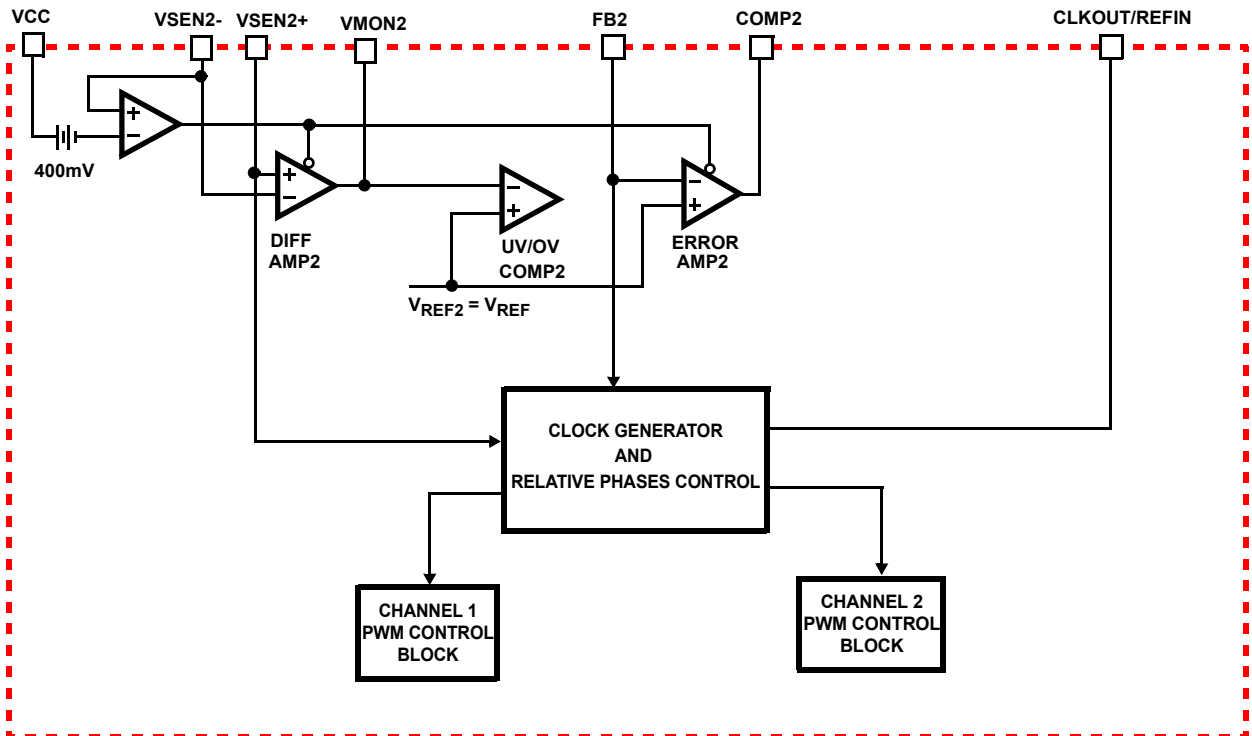 VCC
VSEN2-
VSEN2+
VMON2
FB2
COMP2
CLKOUT/REFIN
+
−
400mV
+
−
DIFF
AMP2
−
+
UV/OV
COMP2
−
+
ERROR
AMP2
VREF2 = VREF
CLOCK GENERATOR
AND
RELATIVE PHASES CONTROL
CHANNEL 1
PWM CONTROL
BLOCK
CHANNEL 2
PWM CONTROL
BLOCK